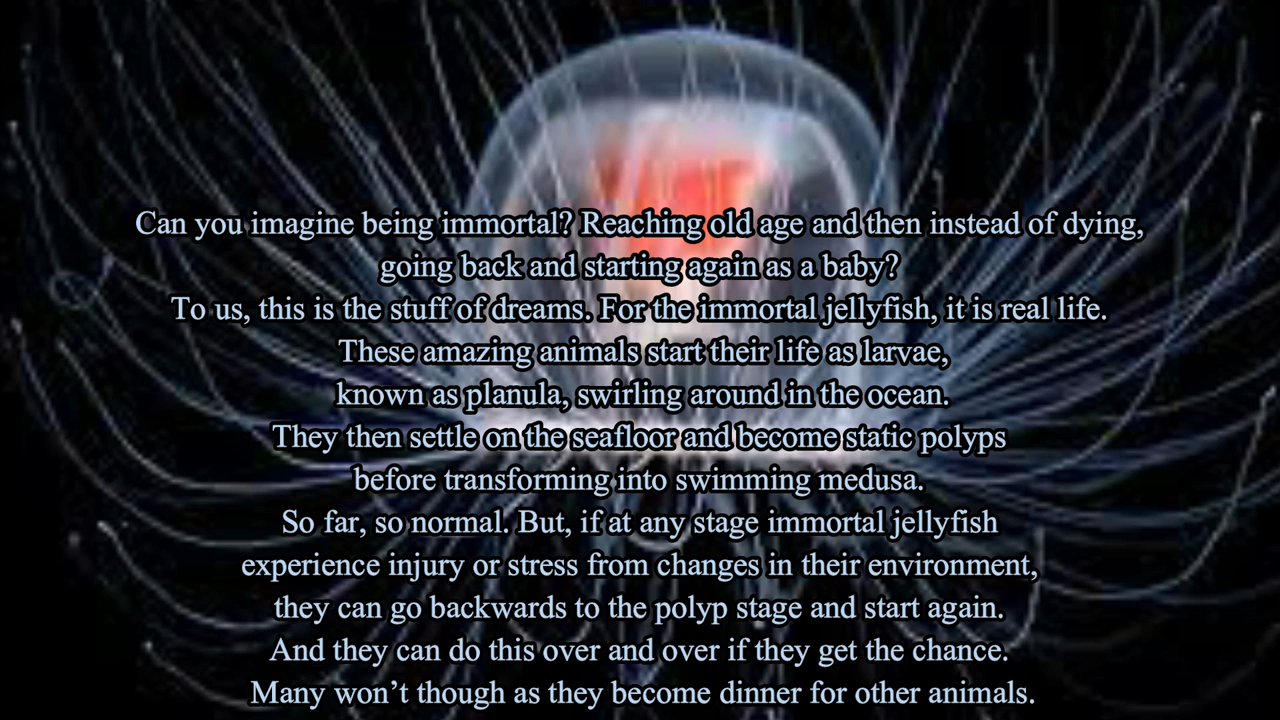 Can you imagine being immortal? Reaching old age and then instead of dying,
going back and starting again as a baby?
To us, this is the stuff of dreams. For the immortal jellyfish, it is real life.
These amazing animals start their life as larvae,
known as planula, swirling around in the ocean.
They then settle on the seafloor and become static polyps
before transforming into swimming medusa.
So far, so normal. But, if at any stage immortal jellyfish
experience injury or stress from changes in their environment,
they can go backwards to the polyp stage and start again.
And they can do this over and over if they get the chance.
Many won’t though as they become dinner for other animals.